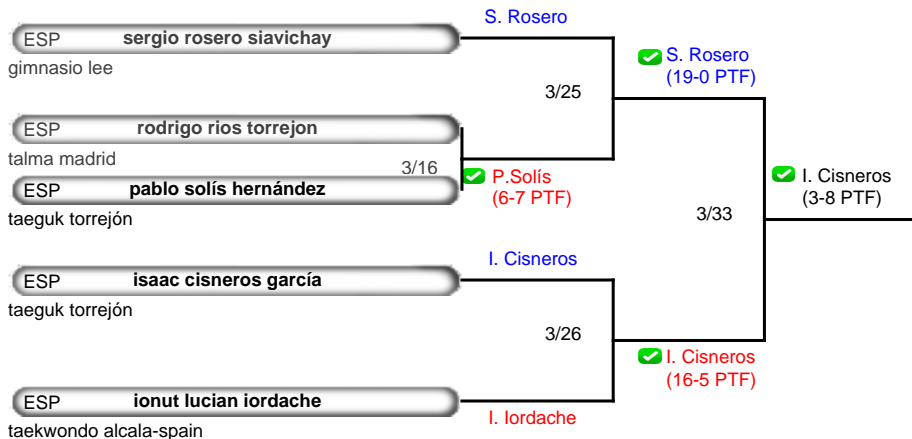 S. Rosero
ESP sergio rosero siavichay
gimnasio lee
S. Rosero
(19-0 PTF)
3/25
ESP rodrigo rios torrejon
talma madrid
3/16
P.Solís
(6-7 PTF)
ESP pablo solís hernández
taeguk torrejón
I. Cisneros
(3-8 PTF)
3/33
I. Cisneros
ESP isaac cisneros garcía
taeguk torrejón
3/26
I. Cisneros
(16-5 PTF)
ESP ionut lucian iordache
I. Iordache
taekwondo alcala-spain